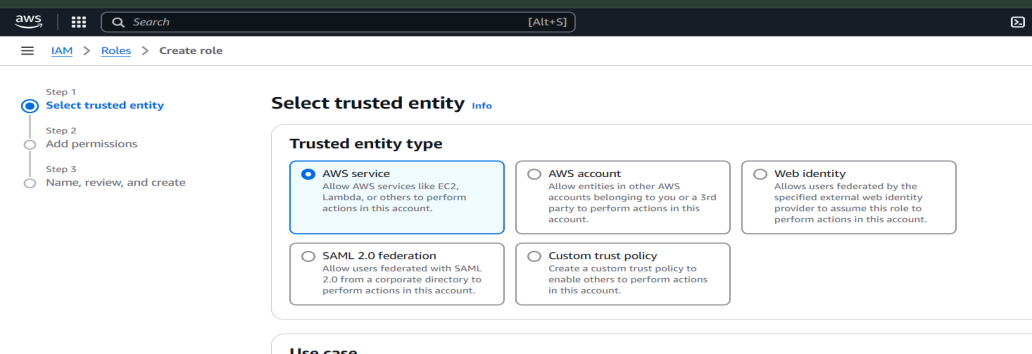 aws
Search [Alt+S]
IAM > Roles > Create role
Step 1
Select trusted entity
Step 2
Add permissions
Step 3
Name, review, and create
Select trusted entity Info
Trusted entity type
AWS service
Allow AWS services like EC2,
Lambda, or others to perform
actions in this account.
AWS account
Allow entities in other AWS
accounts belonging to you or a 3rd
party to perform actions in this
account.
Web identity
Allows users federated by the
specified external web identity
provider to assume this role to
perform actions in this account.
SAML 2.0 federation
Allow users federated with SAML
2.0 from a corporate directory to
perform actions in this account.
Custom trust policy
Create a custom trust policy to
enable others to perform actions
in this account.
Use case